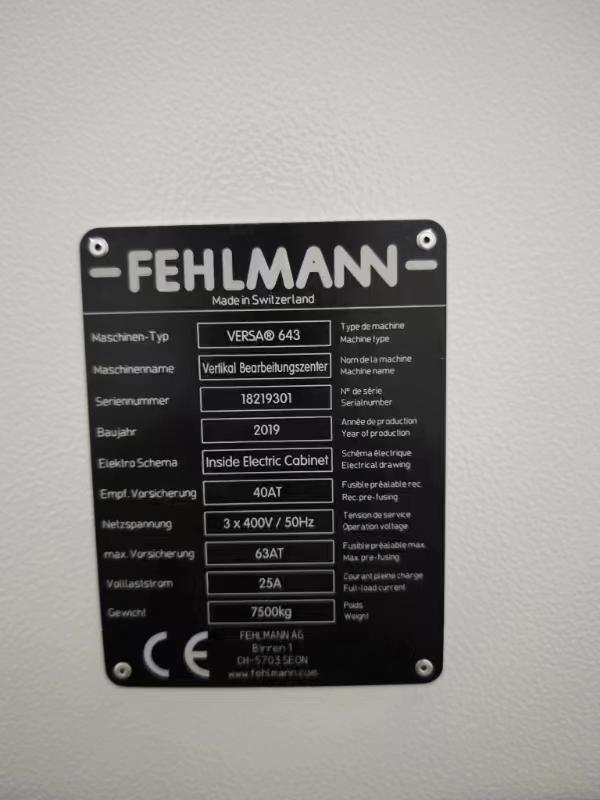 FEHLMANN
Made in Switzerland
Maschinen-Typ VERSA® 643 Type de machine
Machine type
Maschinenname Vertikal Bearbeitungszenter Nom de la machine
Machine name
Seriennummer 18219301 N° de série
Serialnumber
Baujahr 2019 Année de production
Year of production
Elektro Schema Inside Electric Cabinet Schéma électrique
Electrical drawing
Empf. Vorsicherung 40AT Fusible préalable rec.
Rec. pre-fusing
Netzspannung 3 x 400V / 50Hz Tension de service
Operation voltage
max. Vorsicherung 63AT Fusible préalable max.
Max. pre-fusing
Volllaststrom 25A Courant pleine charge
Full-load current
Gewicht 7500kg Poids
Weight
CE
FEHLMANN AG
Birren 1
CH-5703 SEON
www.fehlmann.com